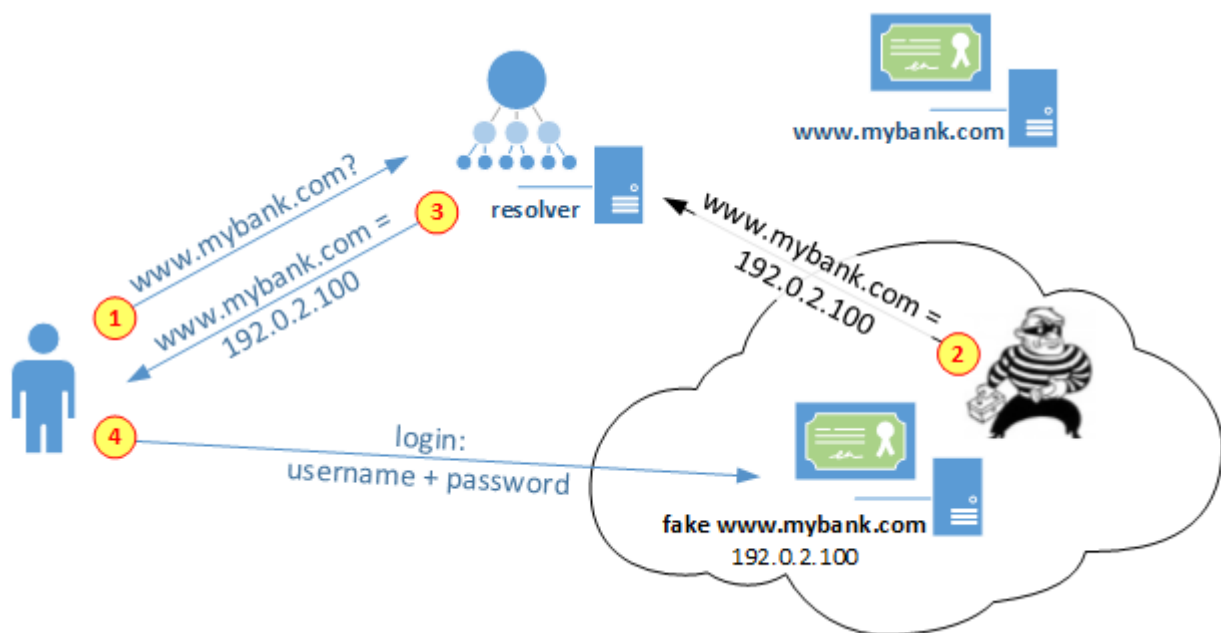 www.mybank.com
www.mybank.com?
resolver
3
www.mybank.com =
192.0.2.100
1
www.mybank.com =
192.0.2.100
2
4
login:
username + password
fake www.mybank.com
192.0.2.100